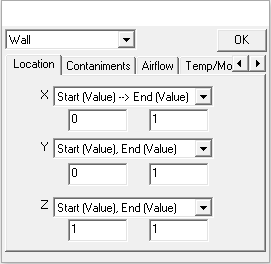 Wall OK
Location Contaniments Airflow Temp/Mo
X Start (Value) --> End (Value)
0 1
Y Start (Value), End (Value)
0 1
Z Start (Value), End (Value)
1 1